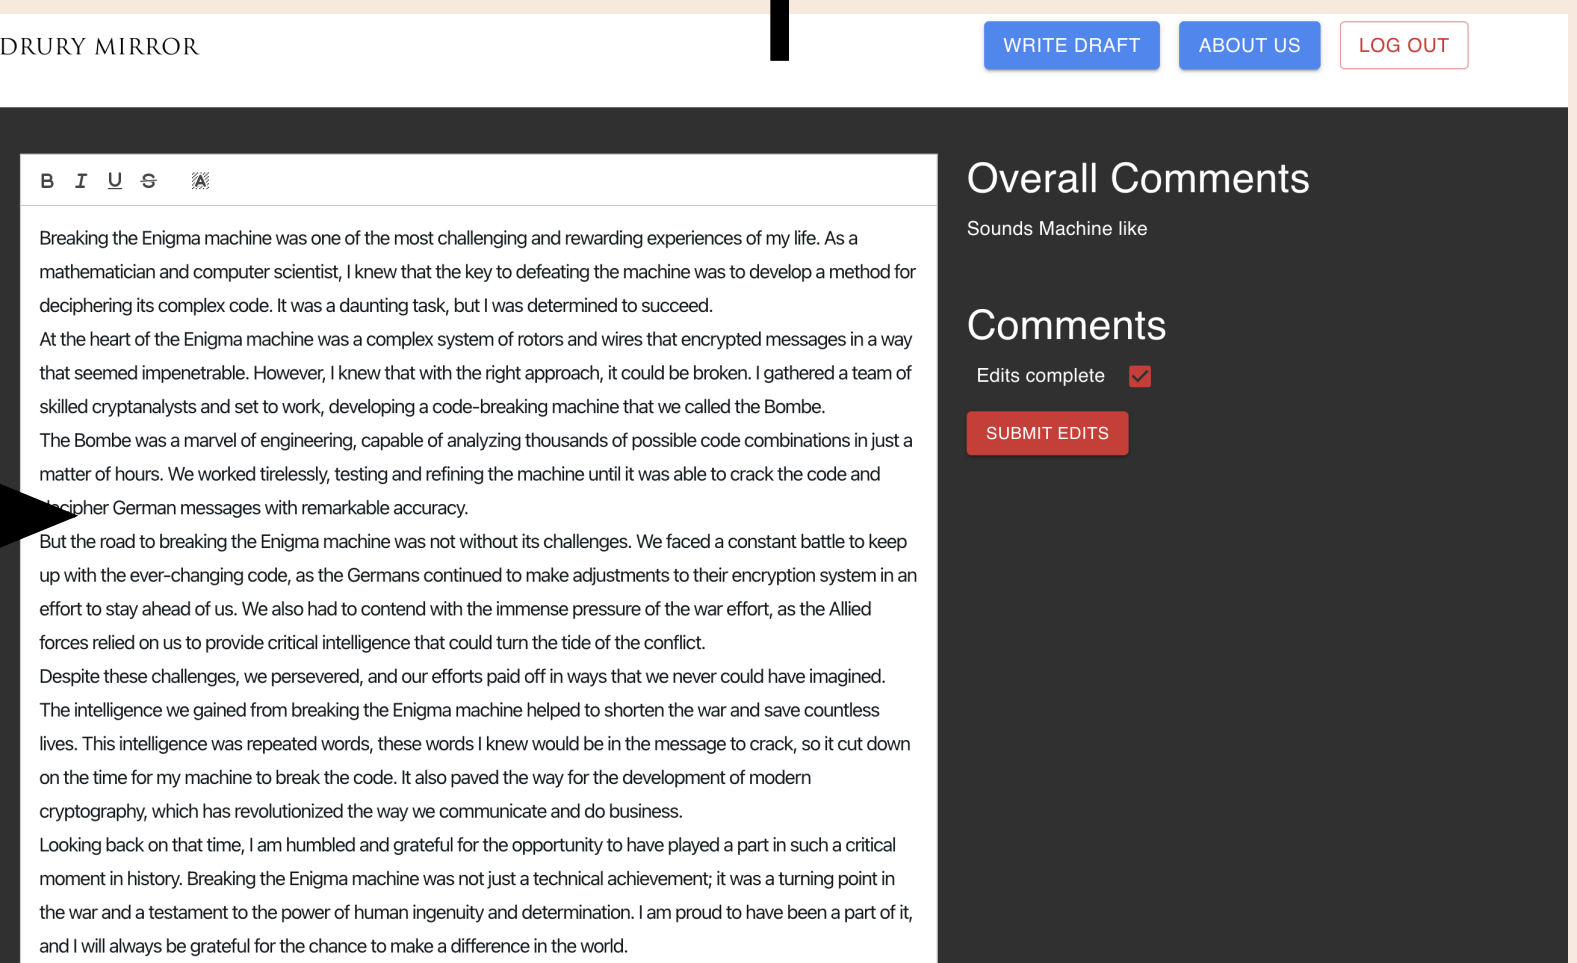 DRURY MIRROR
WRITE DRAFT
ABOUT US
LOG OUT
B I U S A
Breaking the Enigma machine was one of the most challenging and rewarding experiences of my life. As a
mathematician and computer scientist, I knew that the key to defeating the machine was to develop a method for
deciphering its complex code. It was a daunting task, but I was determined to succeed.
At the heart of the Enigma machine was a complex system of rotors and wires that encrypted messages in a way
that seemed impenetrable. However, I knew that with the right approach, it could be broken. I gathered a team of
skilled cryptanalysts and set to work, developing a code-breaking machine that we called the Bombe.
The Bombe was a marvel of engineering, capable of analyzing thousands of possible code combinations in just a
matter of hours. We worked tirelessly, testing and refining the machine until it was able to crack the code and
decipher German messages with remarkable accuracy.
But the road to breaking the Enigma machine was not without its challenges. We faced a constant battle to keep
up with the ever-changing code, as the Germans continued to make adjustments to their encryption system in an
effort to stay ahead of us. We also had to contend with the immense pressure of the war effort, as the Allied
forces relied on us to provide critical intelligence that could turn the tide of the conflict.
Despite these challenges, we persevered, and our efforts paid off in ways that we never could have imagined.
The intelligence we gained from breaking the Enigma machine helped to shorten the war and save countless
lives. This intelligence was repeated words, these words I knew would be in the message to crack, so it cut down
on the time for my machine to break the code. It also paved the way for the development of modern
cryptography, which has revolutionized the way we communicate and do business.
Looking back on that time, I am humbled and grateful for the opportunity to have played a part in such a critical
moment in history. Breaking the Enigma machine was not just a technical achievement; it was a turning point in
the war and a testament to the power of human ingenuity and determination. I am proud to have been a part of it,
and I will always be grateful for the chance to make a difference in the world.
Overall Comments
Sounds Machine like
Comments
Edits complete
SUBMIT EDITS